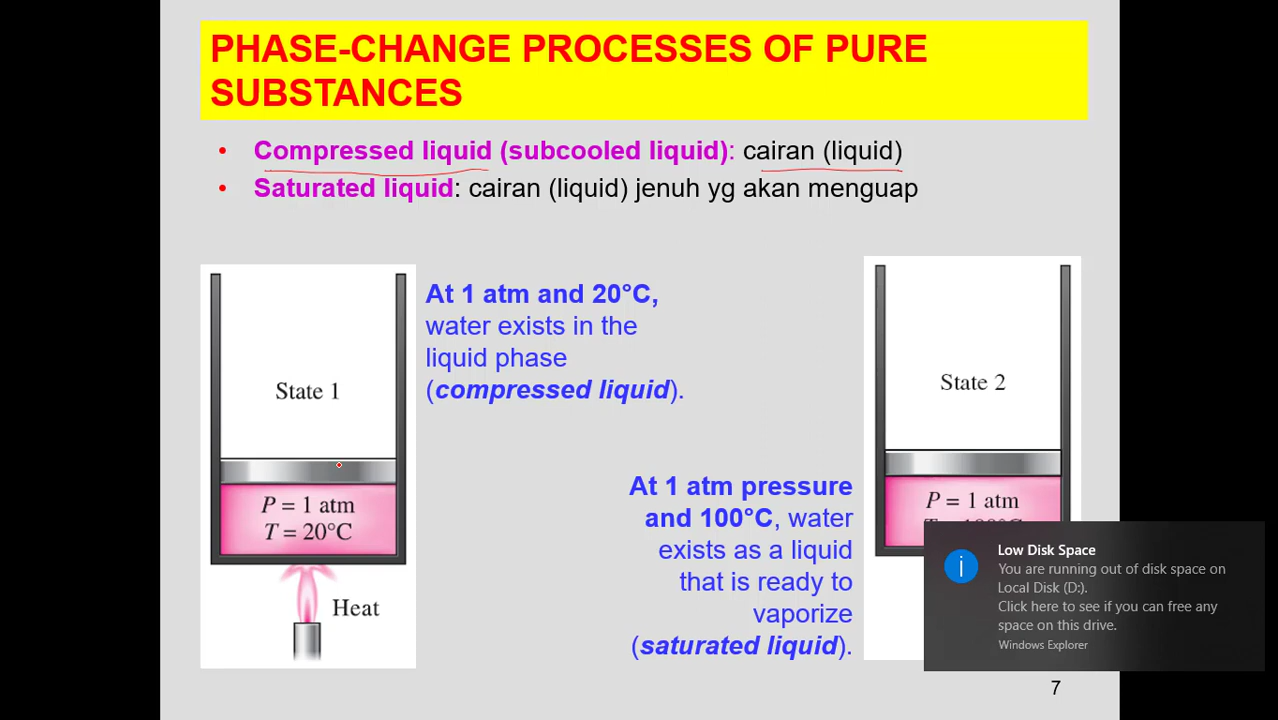 PHASE-CHANGE PROCESSES OF PURE
SUBSTANCES
• Compressed liquid (subcooled liquid): cairan (liquid)
• Saturated liquid: cairan (liquid) jenuh yg akan menguap
At 1 atm and 20°C,
water exists in the
liquid phase
(compressed liquid).
State 1
P = 1 atm
T = 20°C
Heat
State 2
P = 1 atm
At 1 atm pressure
and 100°C, water
exists as a liquid
that is ready to
vaporize
(saturated liquid).
Low Disk Space
You are running out of disk space on
Local Disk (D:).
Click here to see if you can free any
space on this drive.
Windows Explorer
7